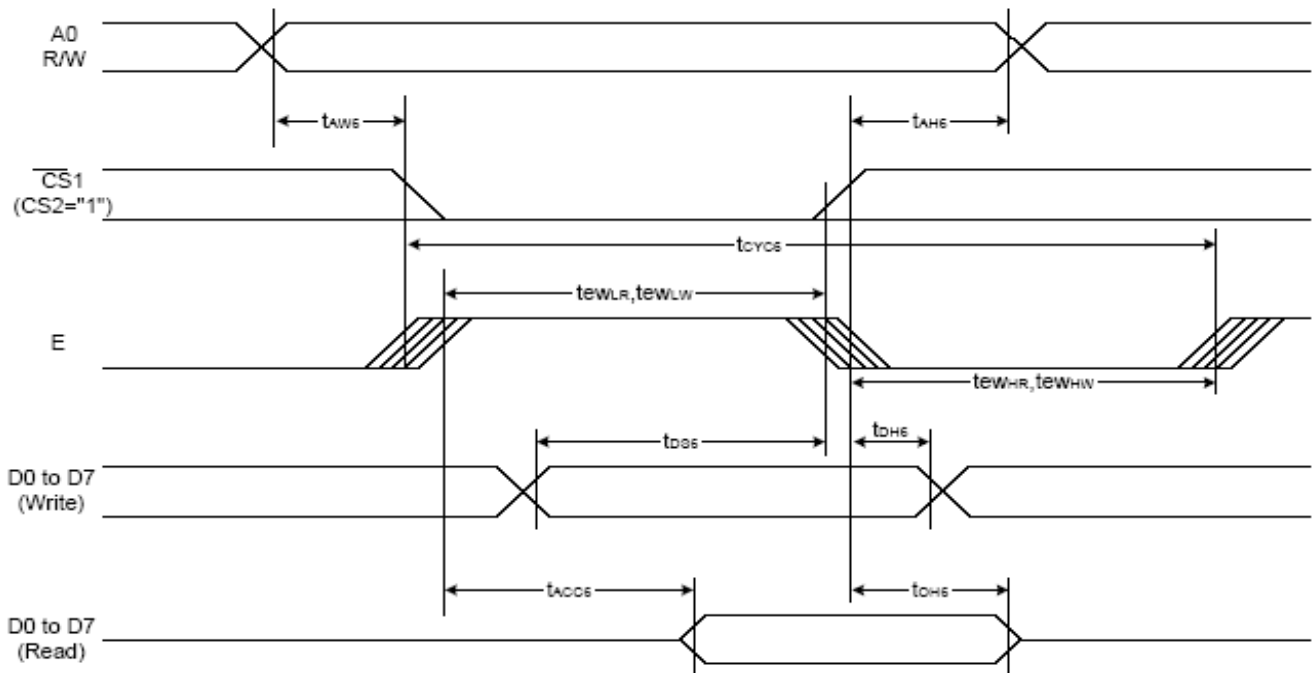 A0
R/W
tAW6
tAH6
CS1
(CS2="1")
tCYC6
tewLR,tewLW
E
tewHR,tewHW
tDS6
tDH6
D0 to D7
(Write)
tACC6
tOH6
D0 to D7
(Read)